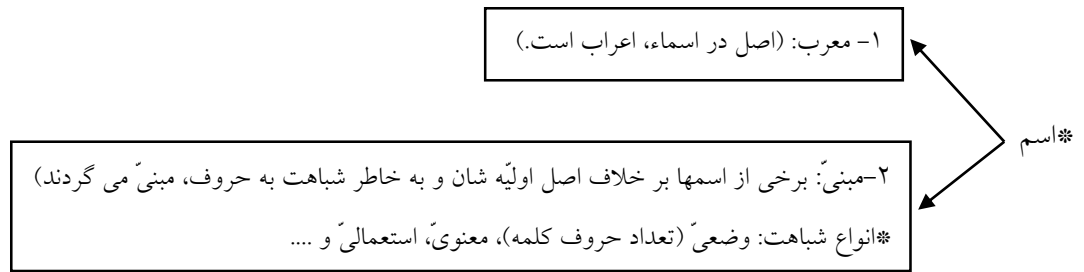 ۱- معرب: (اصل در اسماء، اعراب است.)
*اسم
۲-مبنیّ: برخی از اسمها بر خلاف اصل اولیّه شان و به خاطر شباهت به حروف، مبنیّ می گردند)
*انواع شباهت: وضعیّ (تعداد حروف کلمه)، معنویّ، استعمالیّ و ....